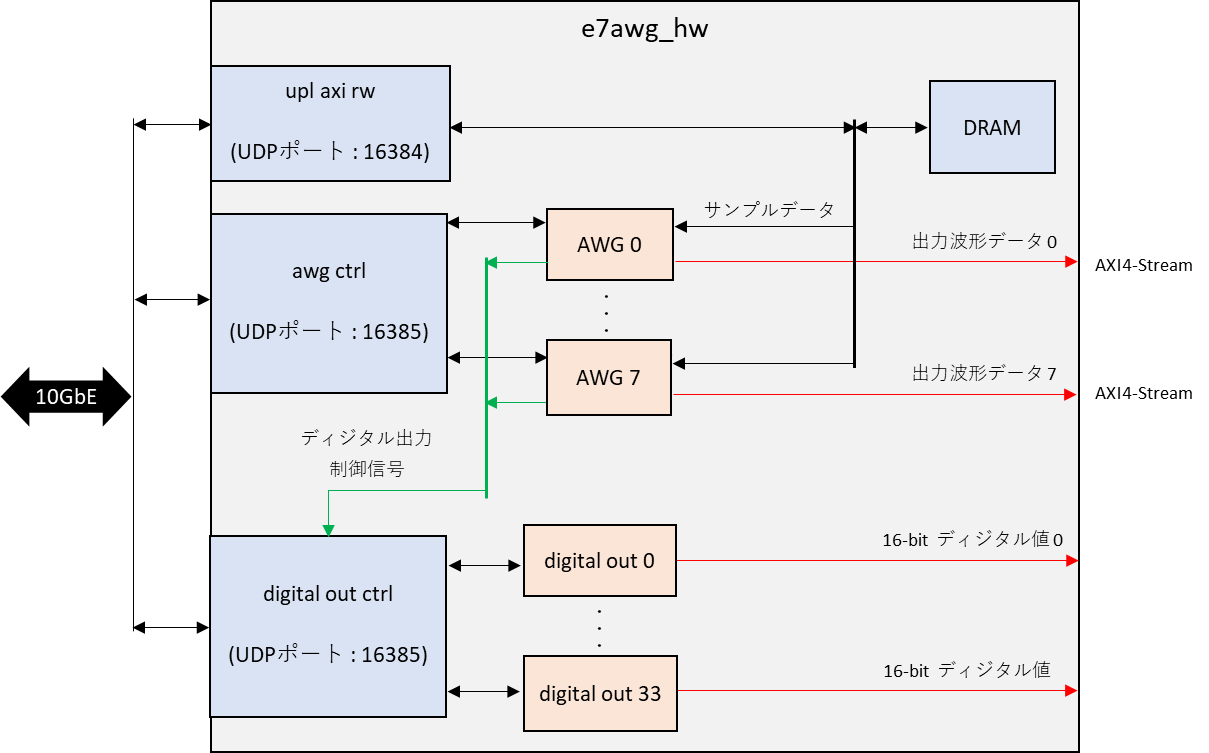 e7awg_hw
upl axi rw
(UDPポート : 16384)
DRAM
サンプルデータ
AWG 0
出力波形データ 0
AXI4-Stream
awg ctrl
(UDPポート : 16385)
.
.
.
AWG 7
出力波形データ 7
AXI4-Stream
10GbE
ディジタル出力
制御信号
digital out ctrl
(UDPポート : 16385)
digital out 0
16-bit ディジタル値 0
.
.
.
digital out 33
16-bit ディジタル値